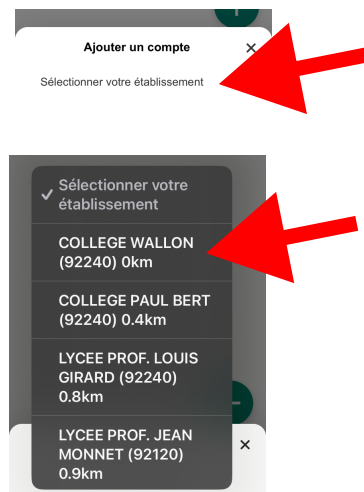 Ajouter un compte
Sélectionner votre établissement
Sélectionner votre
établissement
COLLEGE WALLON
(92240) 0km
COLLEGE PAUL BERT
(92240) 0.4km
LYCEE PROF. LOUIS
GIRARD (92240)
0.8km
LYCEE PROF. JEAN
MONNET (92120)
0.9km